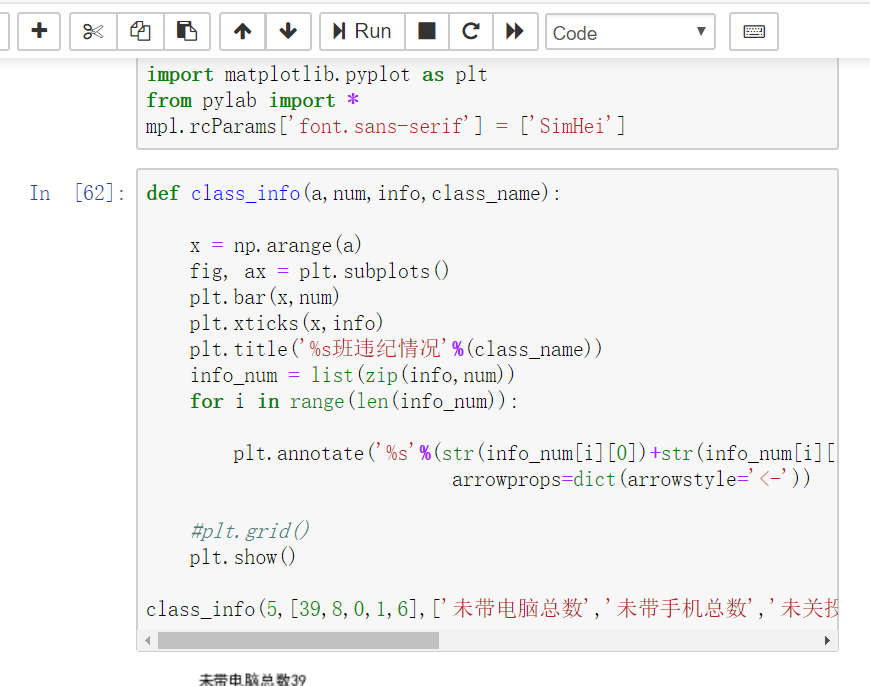 Run
Code
import matplotlib.pyplot as plt
from pylab import *
mpl.rcParams['font.sans-serif'] = ['SimHei']
In [62]:
def class_info(a,num,info,class_name):
x = np.arange(a)
fig, ax = plt.subplots()
plt.bar(x,num)
plt.xticks(x,info)
plt.title('%s班违纪情况'%(class_name))
info_num = list(zip(info,num))
for i in range(len(info_num)):
plt.annotate('%s'%(str(info_num[i][0])+str(info_num[i][
arrowprops=dict(arrowstyle='<-'))
#plt.grid()
plt.show()
class_info(5,[39,8,0,1,6],['未带电脑总数','未带手机总数','未关
未带电脑总数39